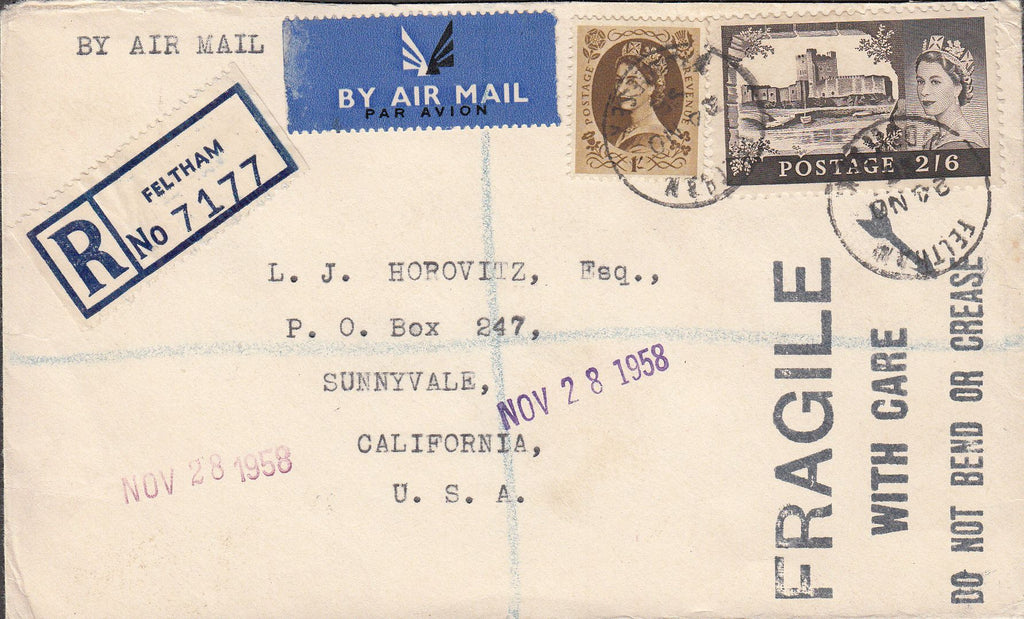 BY AIR MAIL
BY AIR MAIL
PAR AVION
POSTAGE
REVENUE
1/-
POSTAGE 2/6
FELTHAM
R No 7177
FELTHAM
L. J. HOROVITZ, Esq.,
P. O. Box 247,
SUNNYVALE,
CALIFORNIA,
U. S. A.
NOV 28 1958
NOV 28 1958
FRAGILE
WITH CARE
DO NOT BEND OR CREASE